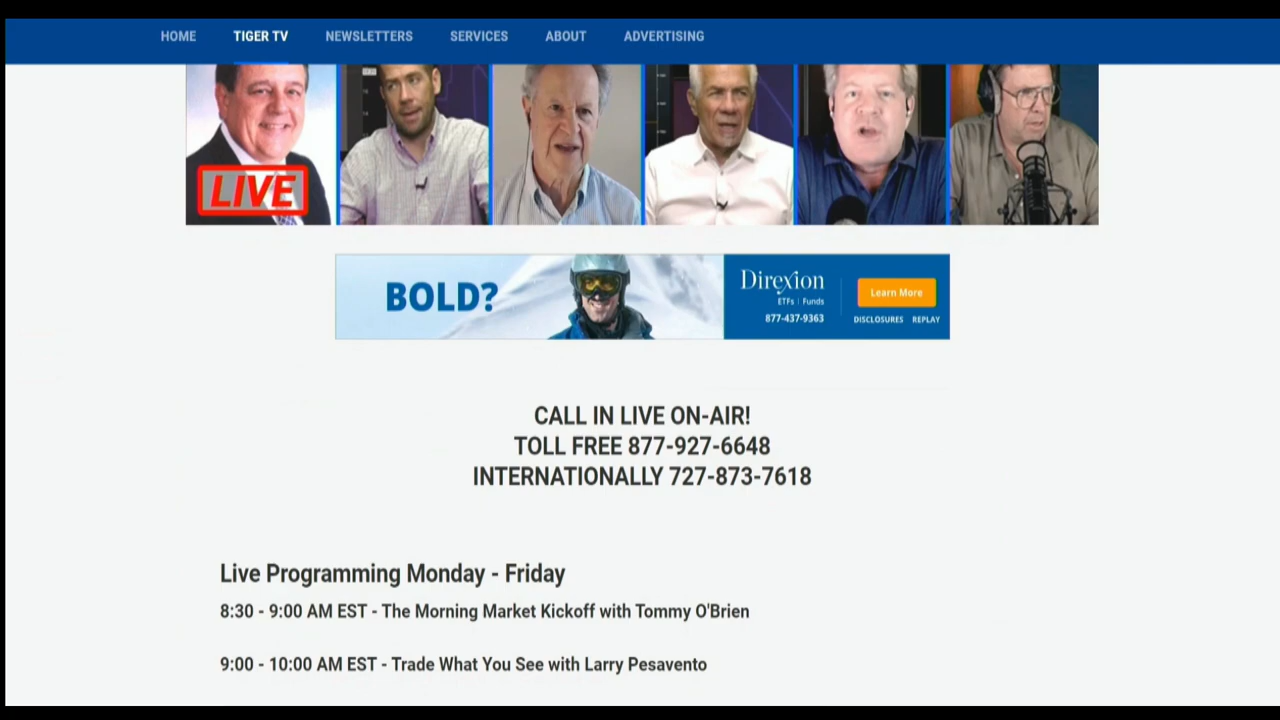 HOME TIGER TV NEWSLETTERS SERVICES ABOUT ADVERTISING
LIVE
BOLD?
Direxion
ETFs | Funds
877-437-9363
Learn More
DISCLOSURES REPLAY
CALL IN LIVE ON-AIR!
TOLL FREE 877-927-6648
INTERNATIONALLY 727-873-7618
Live Programming Monday - Friday
8:30 - 9:00 AM EST - The Morning Market Kickoff with Tommy O'Brien
9:00 - 10:00 AM EST - Trade What You See with Larry Pesavento